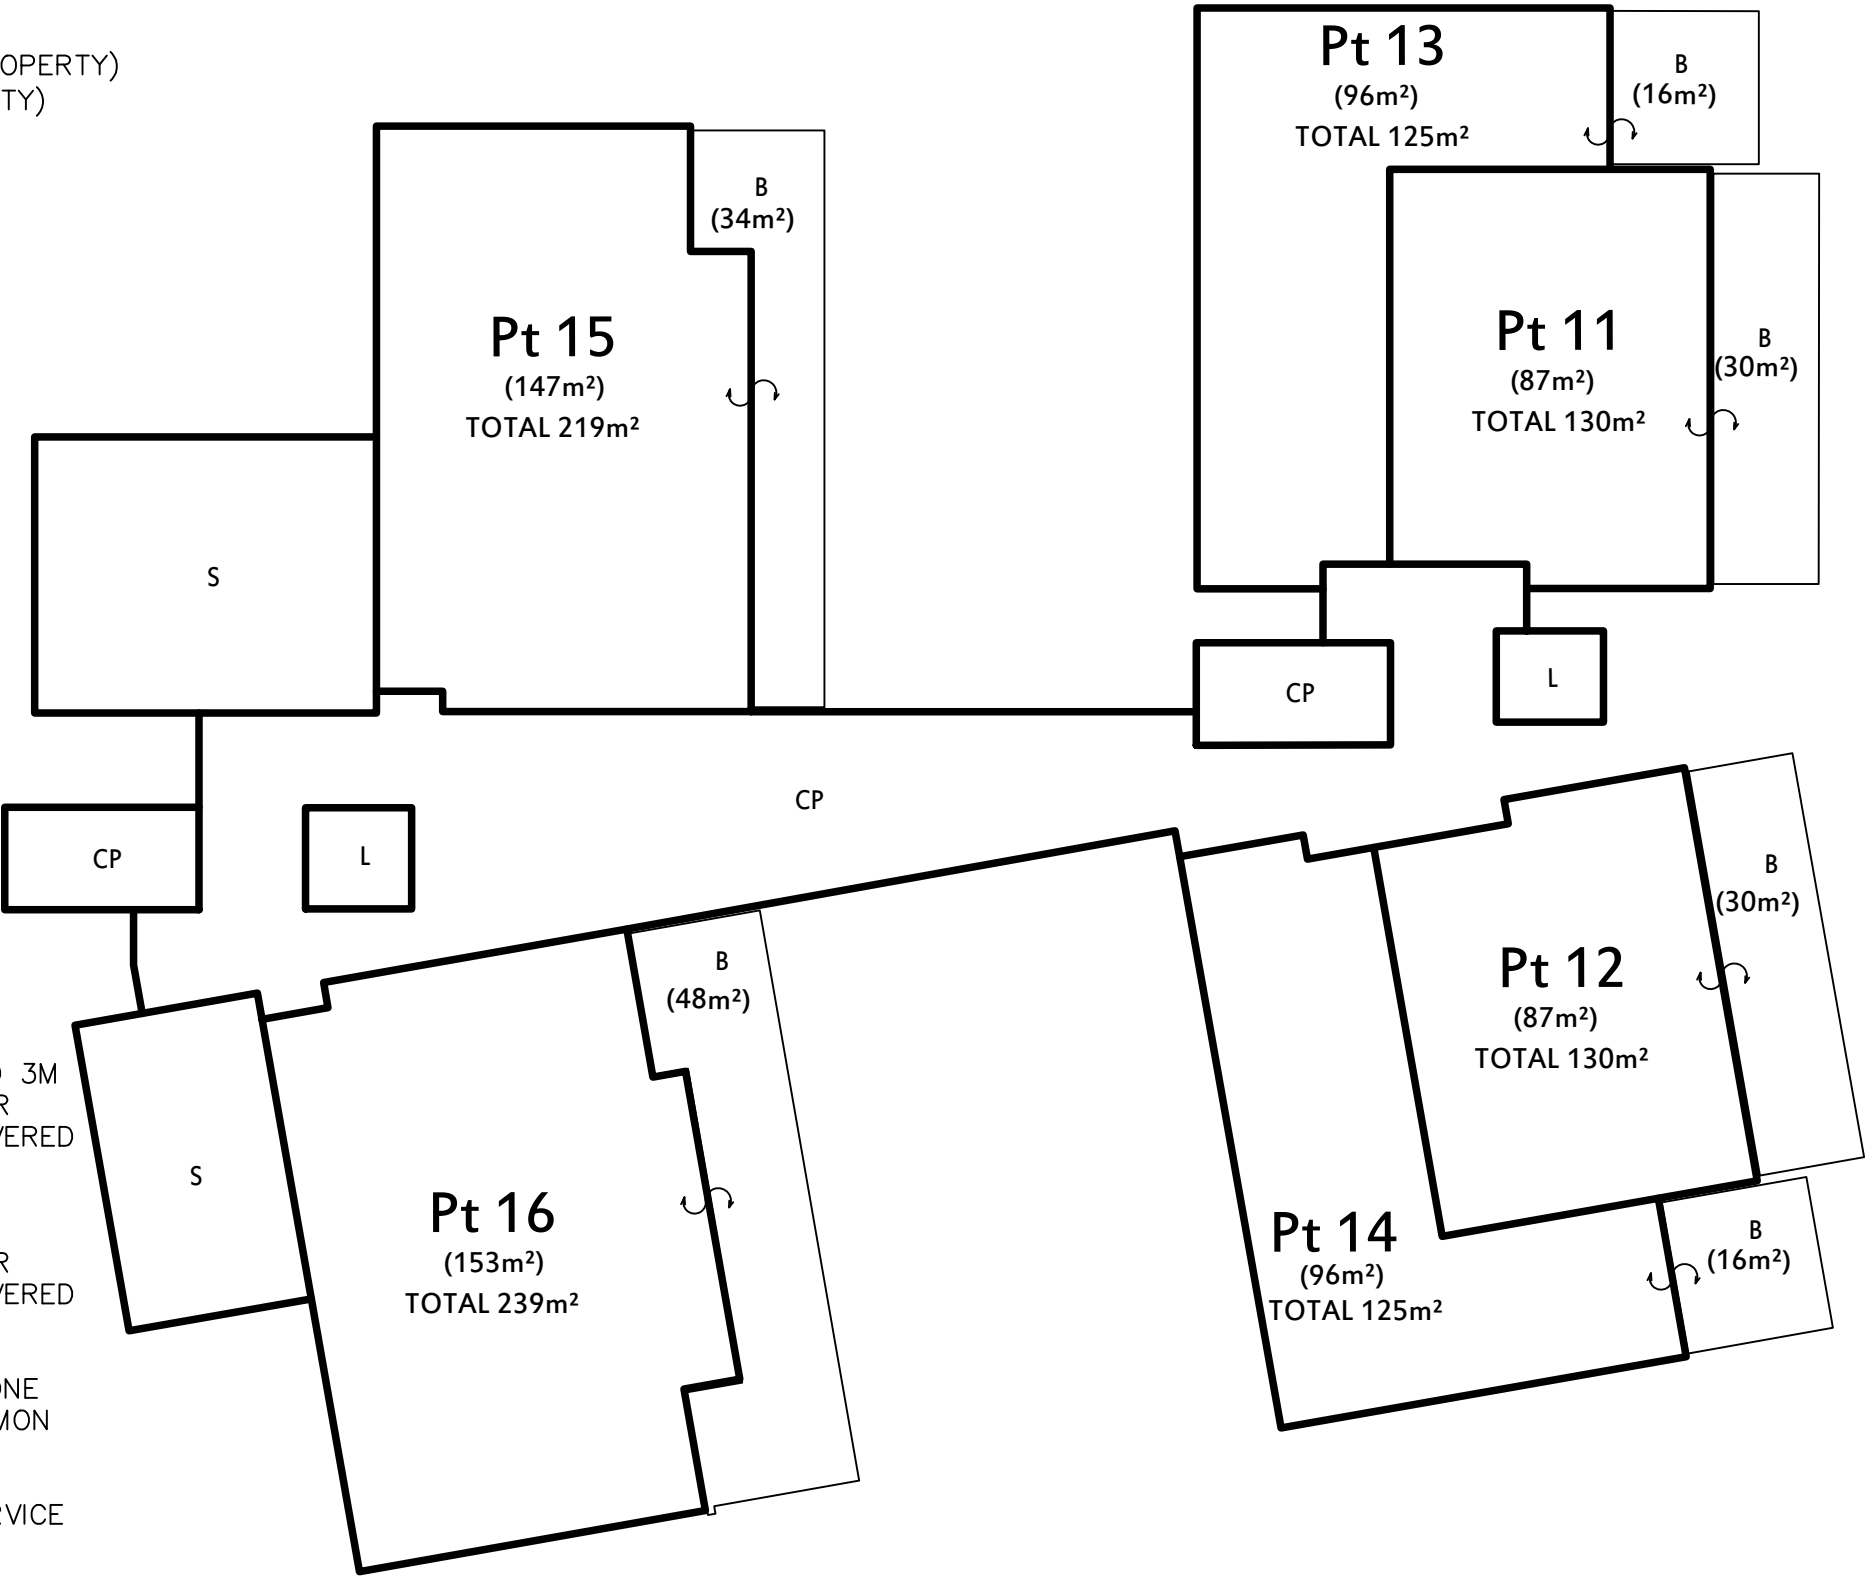 OPERTY)
TY)
Pt 13
(96m²)
TOTAL 125m²
B
(16m²)
B
(34m²)
Pt 15
(147m²)
TOTAL 219m²
Pt 11
(87m²)
TOTAL 130m²
B
(30m²)
S
CP
L
CP
CP
L
B
(30m²)
B
(48m²)
Pt 12
(87m²)
TOTAL 130m²
3M
R
VERED
S
Pt 16
(153m²)
TOTAL 239m²
Pt 14
(96m²)
TOTAL 125m²
B
(16m²)
R
VERED
ONE
MON
RVICE